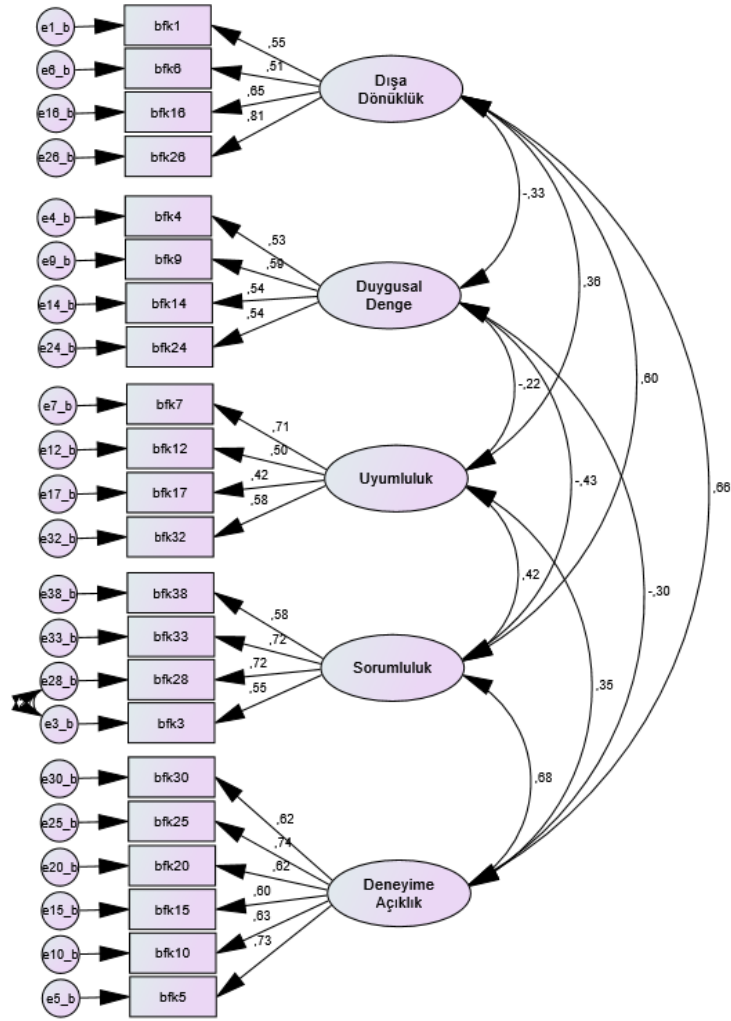 e1_b
bfk1
,55
e6_b
bfk6
,51
e16_b
bfk16
,65
e26_b
bfk26
,81
Dışa
Dönüklük
-,33
e4_b
bfk4
,53
e9_b
bfk9
,59
e14_b
bfk14
,54
e24_b
bfk24
,54
Duygusal
Denge
,36
-,22
,60
e7_b
bfk7
,71
e12_b
bfk12
,50
e17_b
bfk17
,42
e32_b
bfk32
,58
Uyumluluk
-,43
,66
,42
-,30
e38_b
bfk38
,58
e33_b
bfk33
,72
e28_b
bfk28
,72
e3_b
bfk3
,55
Sorumluluk
,35
,68
e30_b
bfk30
,62
e25_b
bfk25
,74
e20_b
bfk20
,62
e15_b
bfk15
,60
e10_b
bfk10
,63
e5_b
bfk5
,73
Deneyime
Açıklık